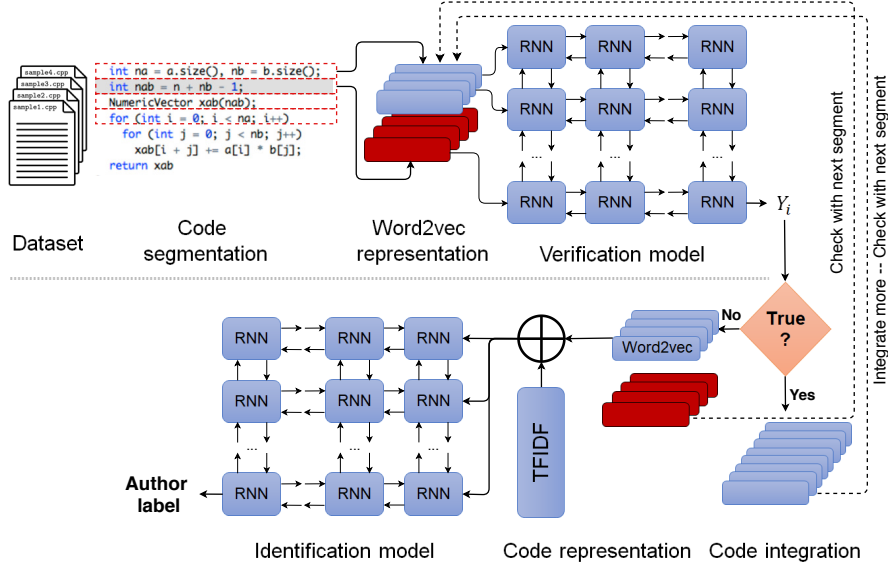 sample4.cpp
sample3.cpp
sample2.cpp
sample1.cpp
int na = a.size(), nb = b.size();
int nab = n + nb - 1;
NumericVector xab(nab);
for (int i = 0; i < na; i++)
for (int j = 0; j < nb; j++)
xab[i + j] += a[i] * b[j];
return xab
RNN RNN RNN
RNN RNN RNN
... ...
RNN RNN RNN
Yi
Dataset
Code
segmentation
Word2vec
representation
Verification model
Check with next segment
Integrate more -- Check with next segment
True
?
No
Yes
Word2vec
TFIDF
RNN RNN RNN
RNN RNN RNN
... ...
RNN RNN RNN
Author
label
Identification model
Code representation
Code integration